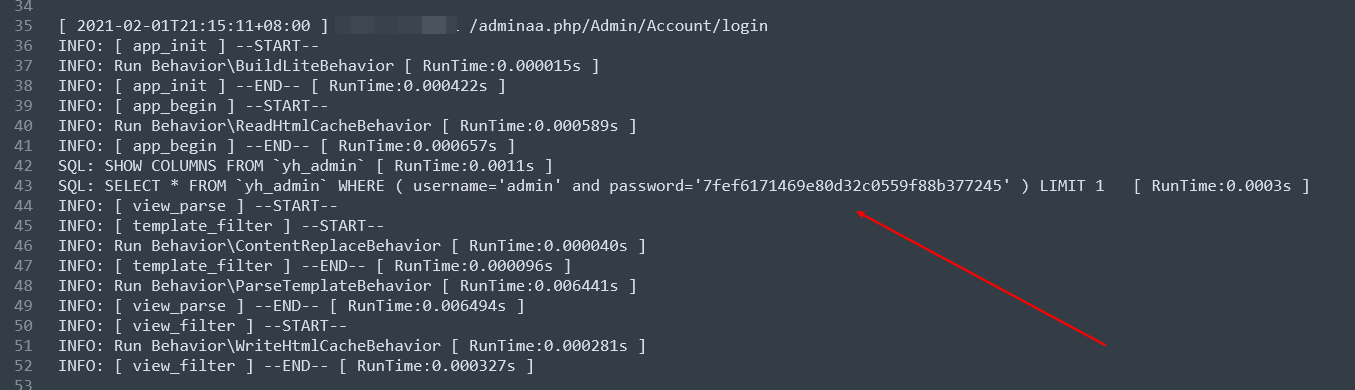 34
35 [ 2021-02-01T21:15:11+08:00 ] /adminaa.php/Admin/Account/login
36 INFO: [ app_init ] --START--
37 INFO: Run Behavior\BuildLiteBehavior [ RunTime:0.000015s ]
38 INFO: [ app_init ] --END-- [ RunTime:0.000422s ]
39 INFO: [ app_begin ] --START--
40 INFO: Run Behavior\ReadHtmlCacheBehavior [ RunTime:0.000589s ]
41 INFO: [ app_begin ] --END-- [ RunTime:0.000657s ]
42 SQL: SHOW COLUMNS FROM `yh_admin` [ RunTime:0.0011s ]
43 SQL: SELECT * FROM `yh_admin` WHERE ( username='admin' and password='7fef6171469e80d32c0559f88b377245' ) LIMIT 1   [ RunTime:0.0003s ]
44 INFO: [ view_parse ] --START--
45 INFO: [ template_filter ] --START--
46 INFO: Run Behavior\ContentReplaceBehavior [ RunTime:0.000040s ]
47 INFO: [ template_filter ] --END-- [ RunTime:0.000096s ]
48 INFO: Run Behavior\ParseTemplateBehavior [ RunTime:0.006441s ]
49 INFO: [ view_parse ] --END-- [ RunTime:0.006494s ]
50 INFO: [ view_filter ] --START--
51 INFO: Run Behavior\WriteHtmlCacheBehavior [ RunTime:0.000281s ]
52 INFO: [ view_filter ] --END-- [ RunTime:0.000327s ]
53